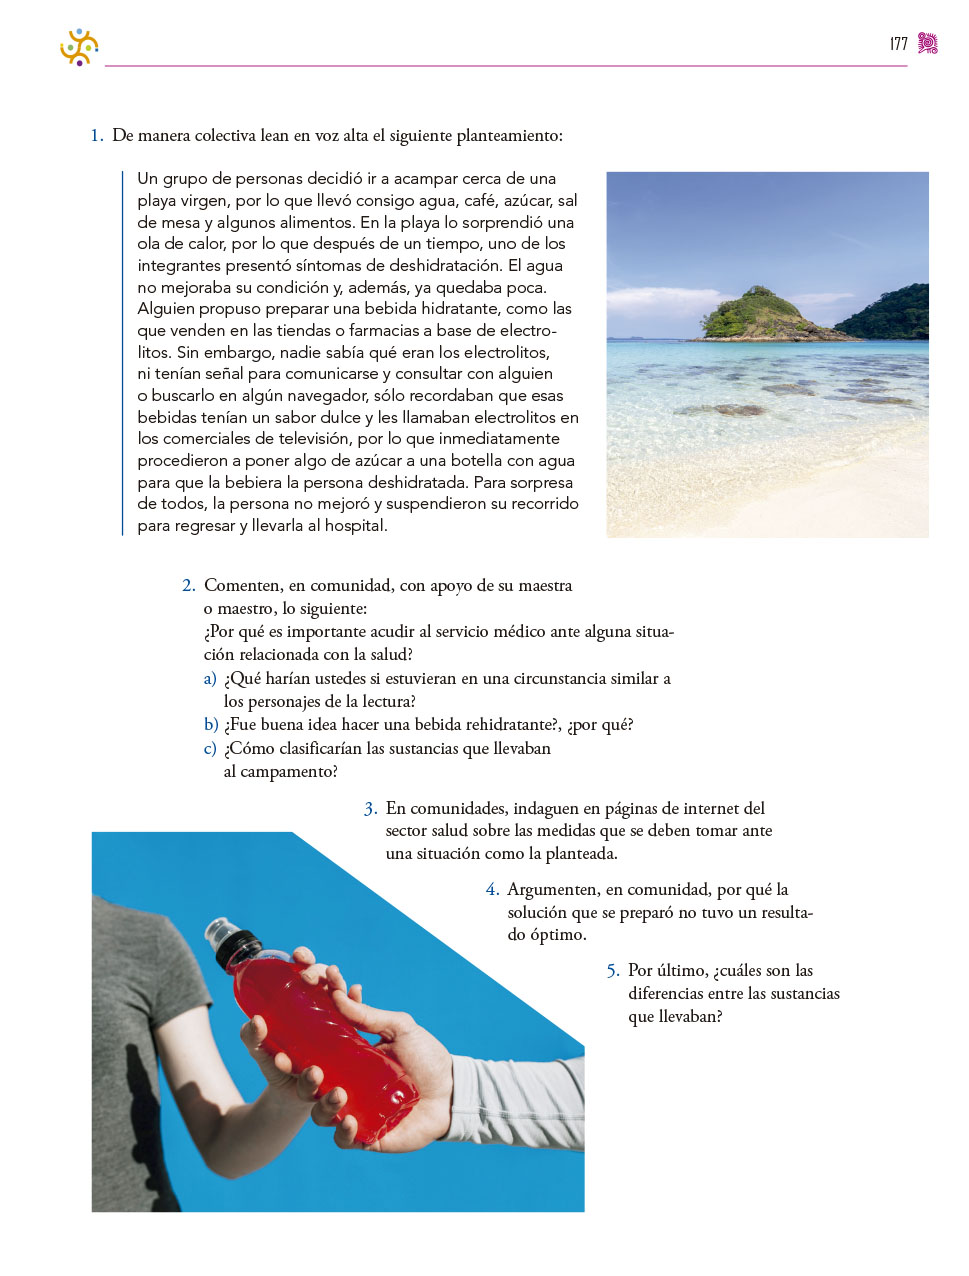 177
1. De manera colectiva lean en voz alta el siguiente planteamiento:
Un grupo de personas decidió ir a acampar cerca de una
playa virgen, por lo que llevó consigo agua, café, azúcar, sal
de mesa y algunos alimentos. En la playa lo sorprendió una
ola de calor, por lo que después de un tiempo, uno de los
integrantes presentó síntomas de deshidratación. El agua
no mejoraba su condición y, además, ya quedaba poca.
Alguien propuso preparar una bebida hidratante, como las
que venden en las tiendas o farmacias a base de electro-
litos. Sin embargo, nadie sabía qué eran los electrolitos,
ni tenían señal para comunicarse y consultar con alguien
o buscarlo en algún navegador, sólo recordaban que esas
bebidas tenían un sabor dulce y les llamaban electrolitos en
los comerciales de televisión, por lo que inmediatamente
procedieron a poner algo de azúcar a una botella con agua
para que la bebiera la persona deshidratada. Para sorpresa
de todos, la persona no mejoró y suspendieron su recorrido
para regresar y llevarla al hospital.
2. Comenten, en comunidad, con apoyo de su maestra
o maestro, lo siguiente:
¿Por qué es importante acudir al servicio médico ante alguna situa-
ción relacionada con la salud?
a) ¿Qué harían ustedes si estuvieran en una circunstancia similar a
los personajes de la lectura?
b) ¿Fue buena idea hacer una bebida rehidratante?, ¿por qué?
c) ¿Cómo clasificarían las sustancias que llevaban
al campamento?
3. En comunidades, indaguen en páginas de internet del
sector salud sobre las medidas que se deben tomar ante
una situación como la planteada.
4. Argumenten, en comunidad, por qué la
solución que se preparó no tuvo un resulta-
do óptimo.
5. Por último, ¿cuáles son las
diferencias entre las sustancias
que llevaban?